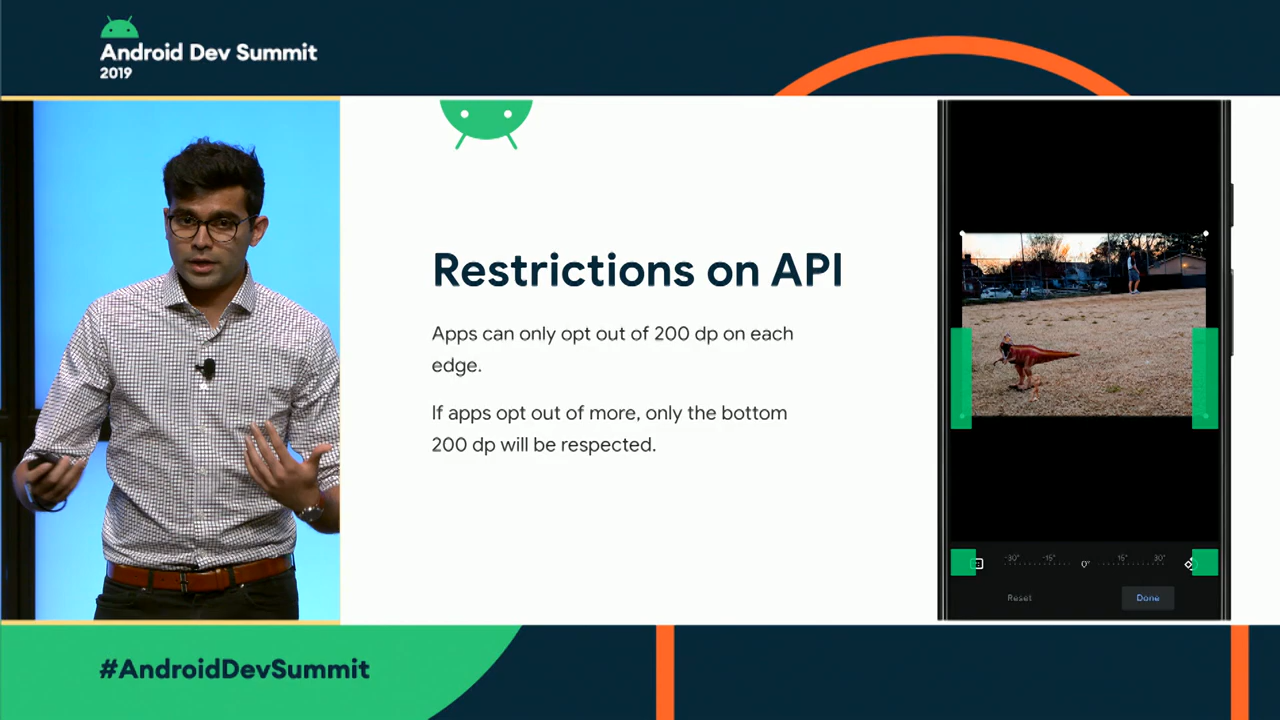 Android Dev Summit
2019
Restrictions on API
Apps can only opt out of 200 dp on each
edge.
If apps opt out of more, only the bottom
200 dp will be respected.
-30° -15° 0° 15° 30°
Reset Done
#AndroidDevSummit